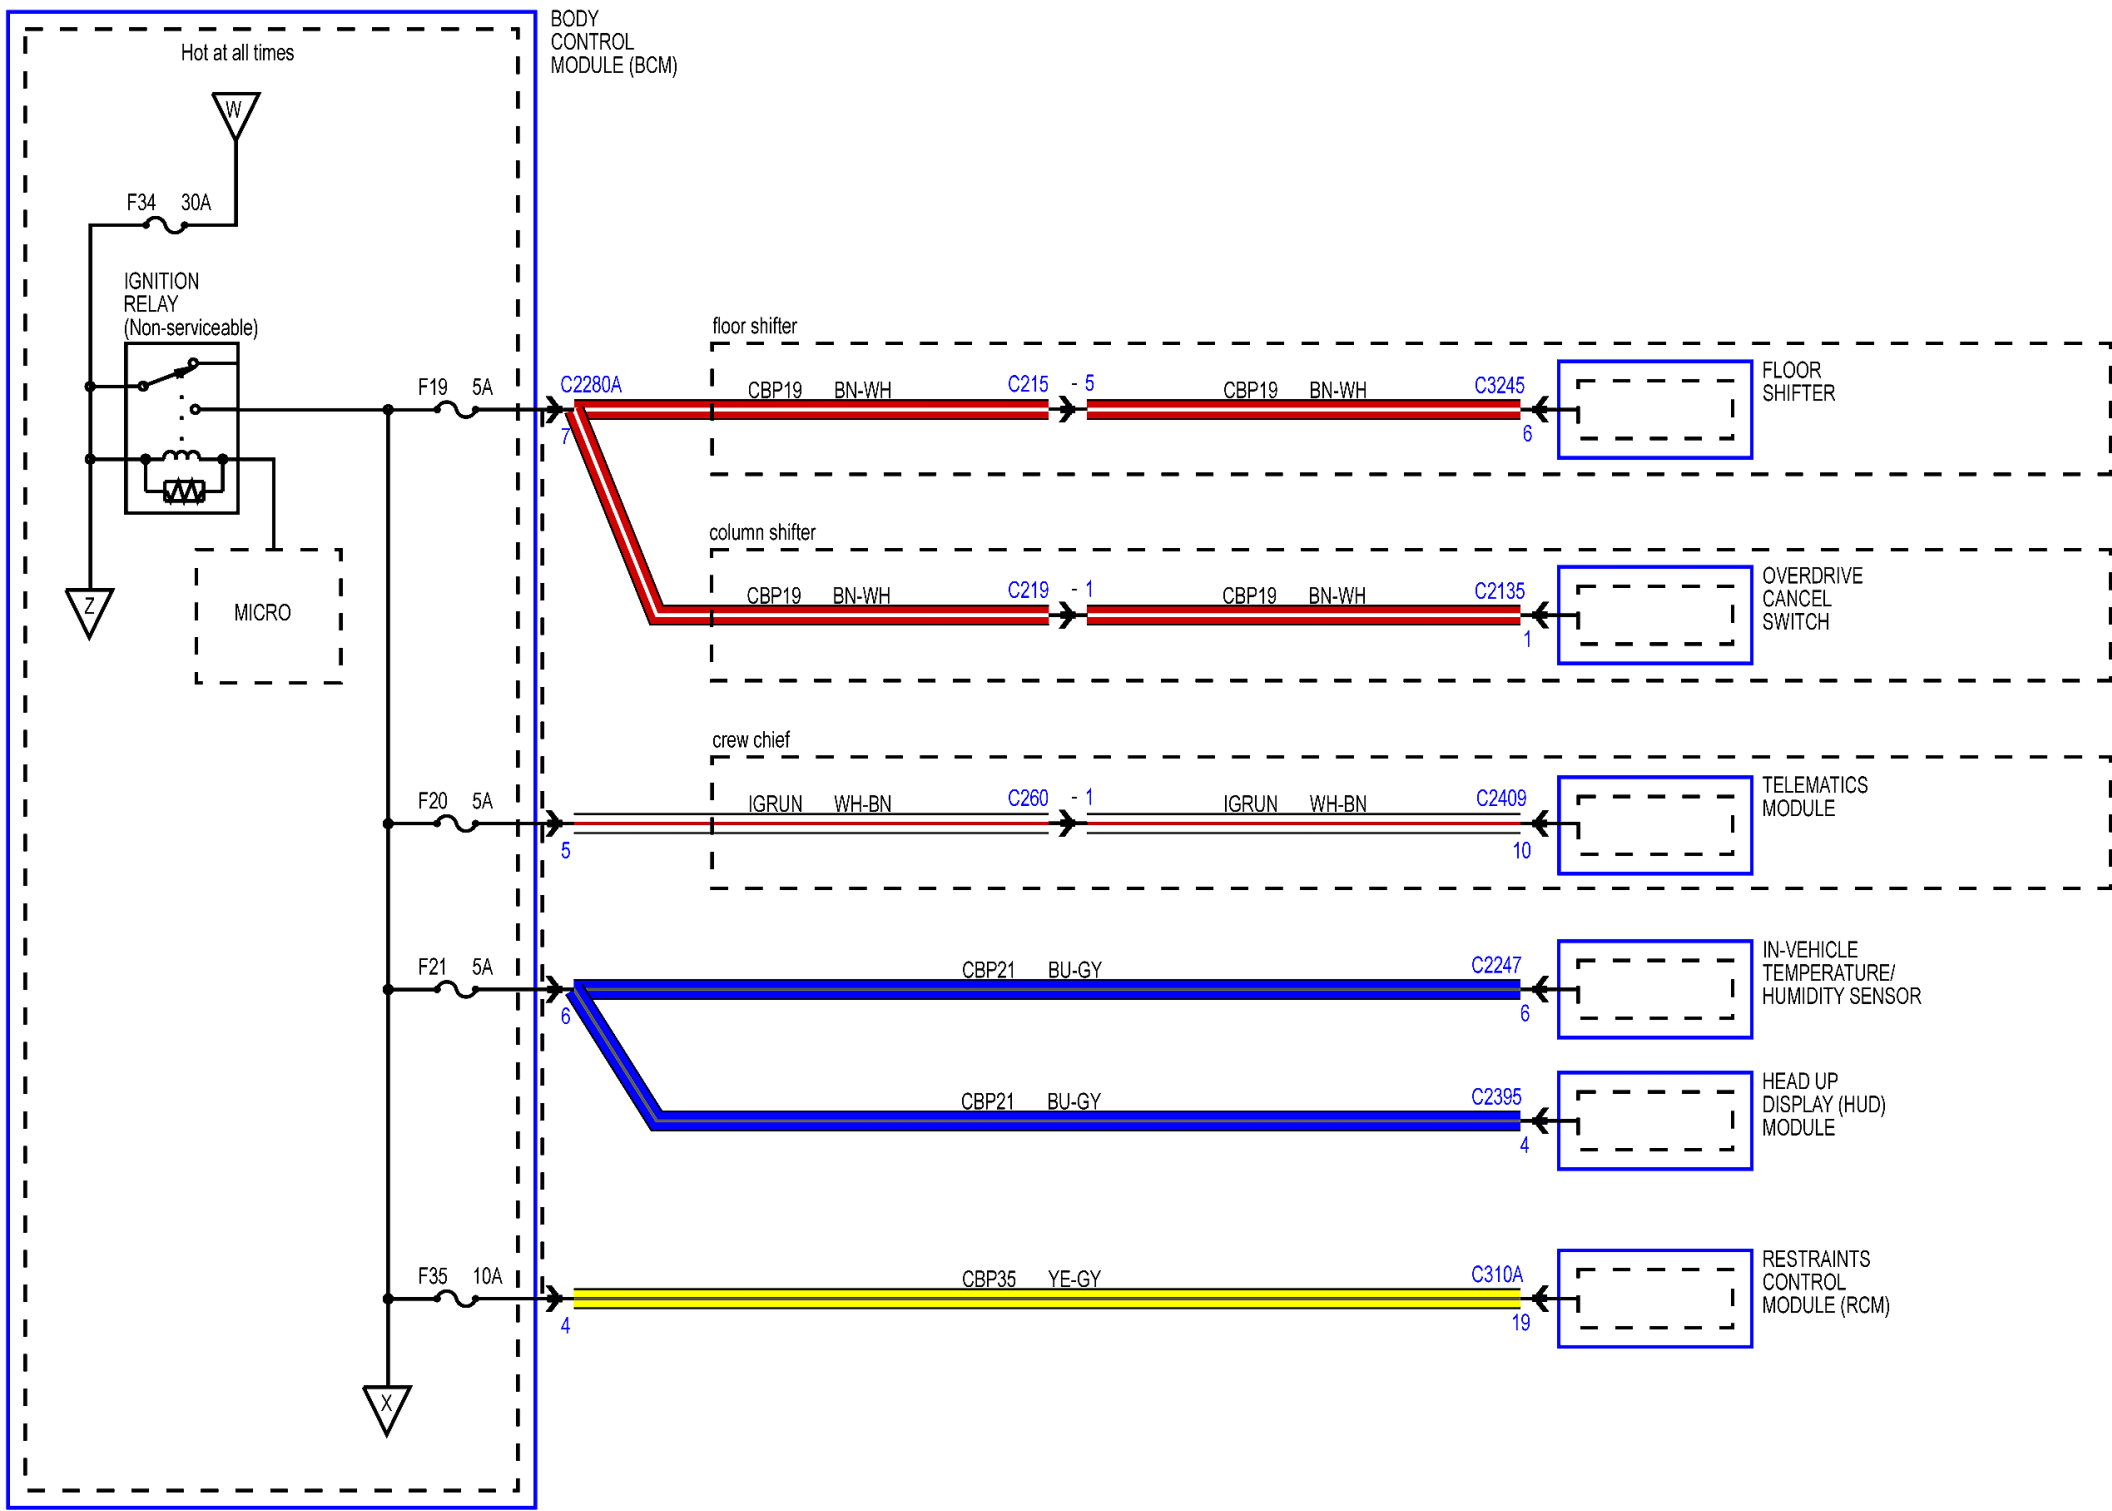 BODY
CONTROL
MODULE (BCM)
Hot at all times
W
F34 30A
IGNITION
RELAY
(Non-serviceable)
Z
MICRO
F19 5A
C2280A
7
floor shifter
CBP19 BN-WH
C215 - 5
CBP19 BN-WH
C3245
6
FLOOR
SHIFTER
column shifter
CBP19 BN-WH
C219 - 1
CBP19 BN-WH
C2135
1
OVERDRIVE
CANCEL
SWITCH
crew chief
F20 5A
5
IGRUN WH-BN
C260 - 1
IGRUN WH-BN
C2409
10
TELEMATICS
MODULE
F21 5A
6
CBP21 BU-GY
C2247
6
IN-VEHICLE
TEMPERATURE/
HUMIDITY SENSOR
CBP21 BU-GY
C2395
4
HEAD UP
DISPLAY (HUD)
MODULE
F35 10A
4
CBP35 YE-GY
C310A
19
RESTRAINTS
CONTROL
MODULE (RCM)
X